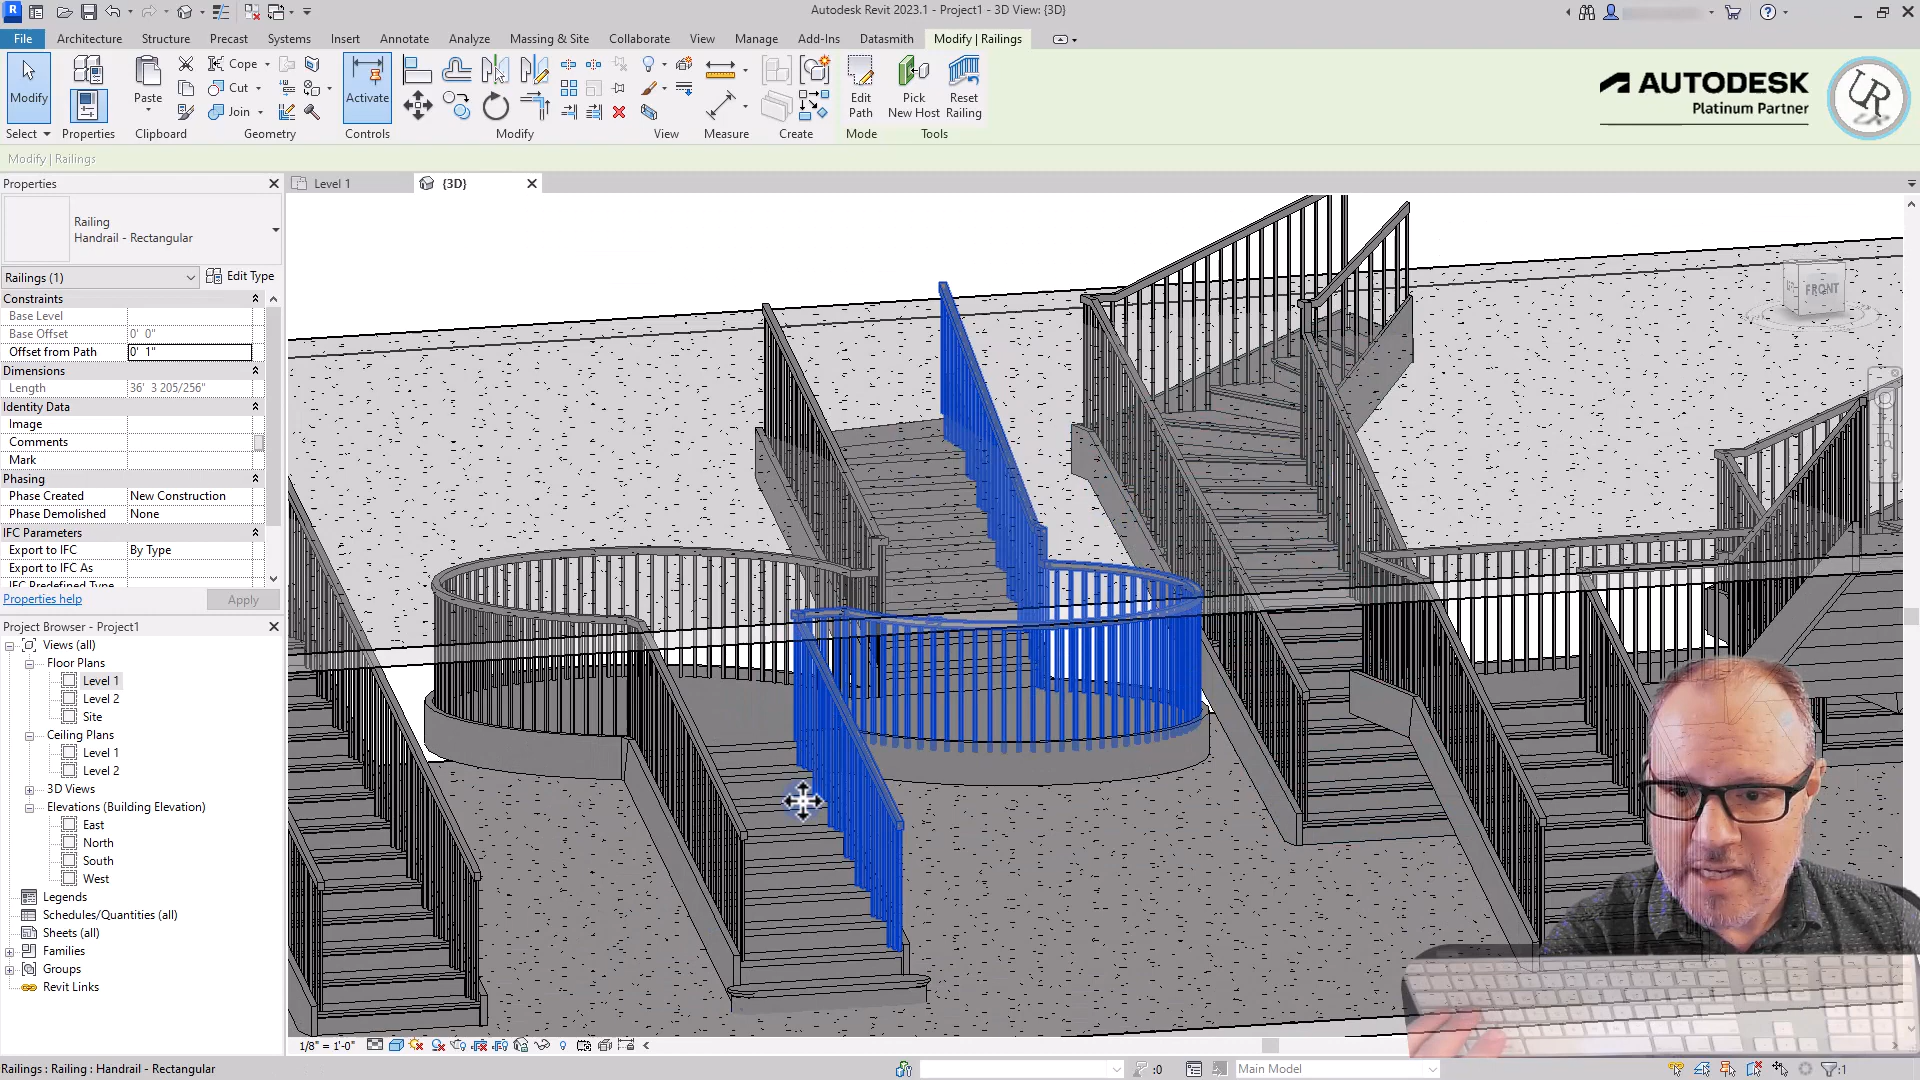 Autodesk Revit 2023.1 - Project1 - 3D View: {3D}
R
File Architecture Structure Precast Systems Insert Annotate Analyze Massing & Site Collaborate View Manage Add-Ins Datasmith Modify | Railings
Modify Paste Cope Cut Join Activate Edit Path Pick New Host Reset Railing
Select Properties Clipboard Geometry Controls Modify View Measure Create Mode Tools
AUTODESK
Platinum Partner
UR
Modify | Railings
Properties
Level 1
{3D}
Railing
Handrail - Rectangular
Railings (1) Edit Type
Constraints
Base Level
Base Offset 0' 0"
Offset from Path 0' 1"
Dimensions
Length 36' 3 205/256"
Identity Data
Image
Comments
Mark
Phasing
Phase Created New Construction
Phase Demolished None
IFC Parameters
Export to IFC By Type
Export to IFC As
IFC Predefined Type
Properties help Apply
Project Browser - Project1
Views (all)
Floor Plans
Level 1
Level 2
Site
Ceiling Plans
Level 1
Level 2
3D Views
Elevations (Building Elevation)
East
North
South
West
Legends
Schedules/Quantities (all)
Sheets (all)
Families
Groups
Revit Links
FRONT
1/8" = 1'-0"
Railings : Railing : Handrail - Rectangular
:0
Main Model
:1